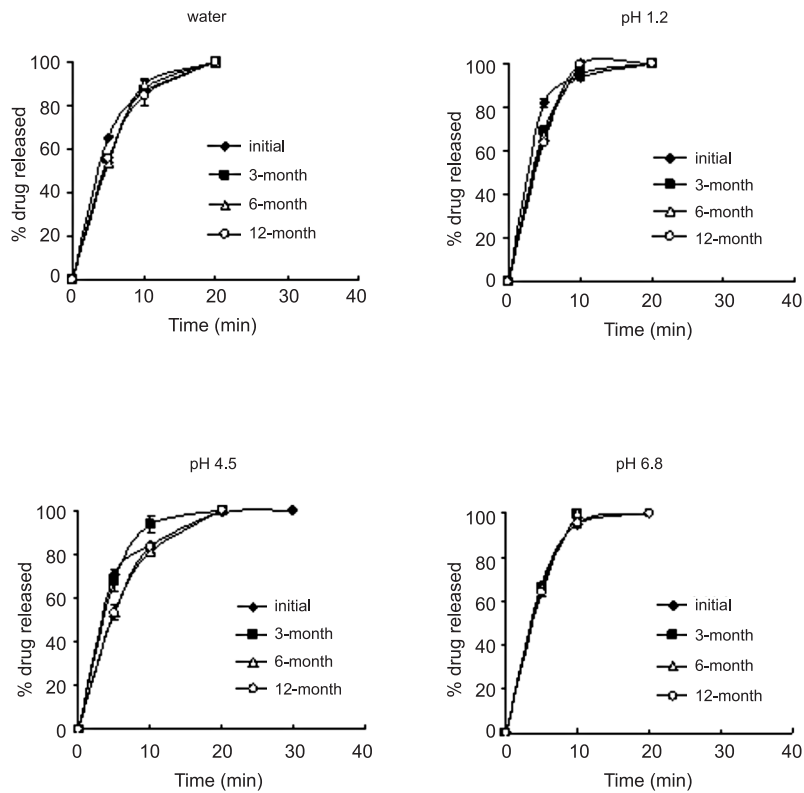 water
100
80
60
40
20
0
% drug released
initial
3-month
6-month
12-month
0 10 20 30 40
Time (min)
pH 1.2
100
80
60
40
20
0
% drug released
initial
3-month
6-month
12-month
0 10 20 30 40
Time (min)
pH 4.5
100
80
60
40
20
0
% drug released
initial
3-month
6-month
12-month
0 10 20 30 40
Time (min)
pH 6.8
100
80
60
40
20
0
% drug released
initial
3-month
6-month
12-month
0 10 20 30 40
Time (min)